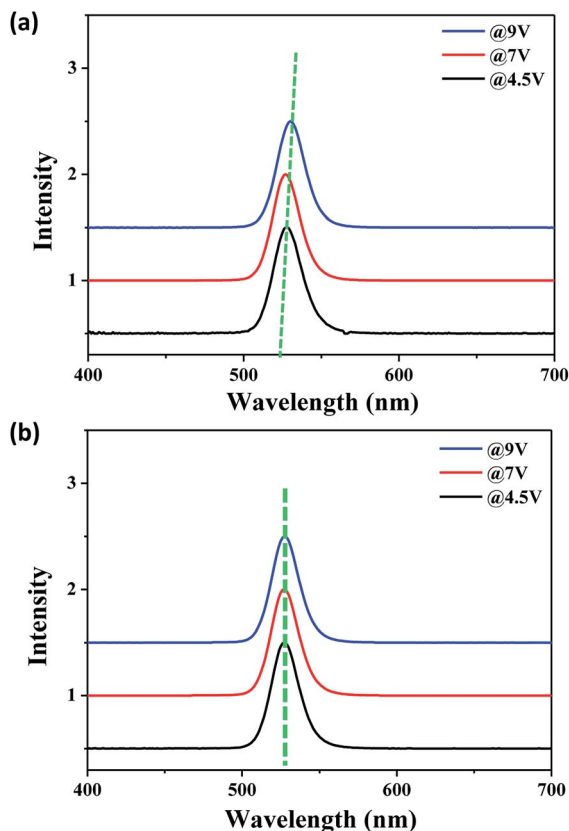 (a)
@9V
@7V
@4.5V
3
2
1
Intensity
400
500
600
700
Wavelength (nm)
(b)
@9V
@7V
@4.5V
3
2
1
Intensity
400
500
600
700
Wavelength (nm)